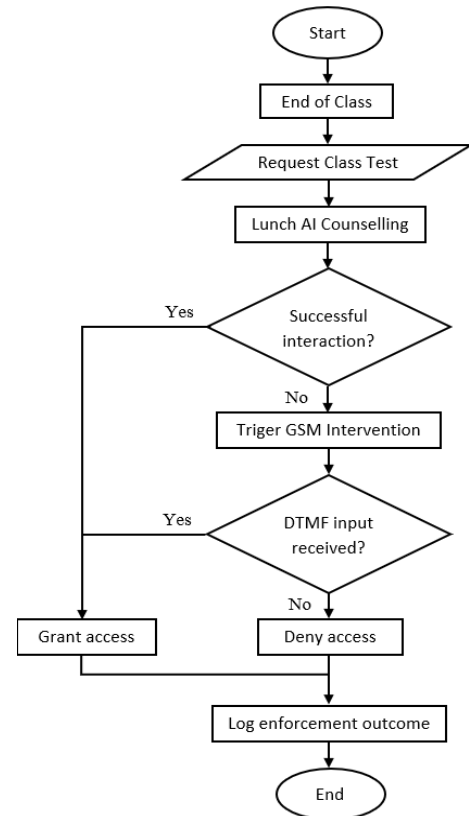 Start
End of Class
Request Class Test
Lunch AI Counselling
Successful
interaction?
Yes
No
Triger GSM Intervention
DTMF input
received?
Yes
No
Grant access
Deny access
Log enforcement outcome
End